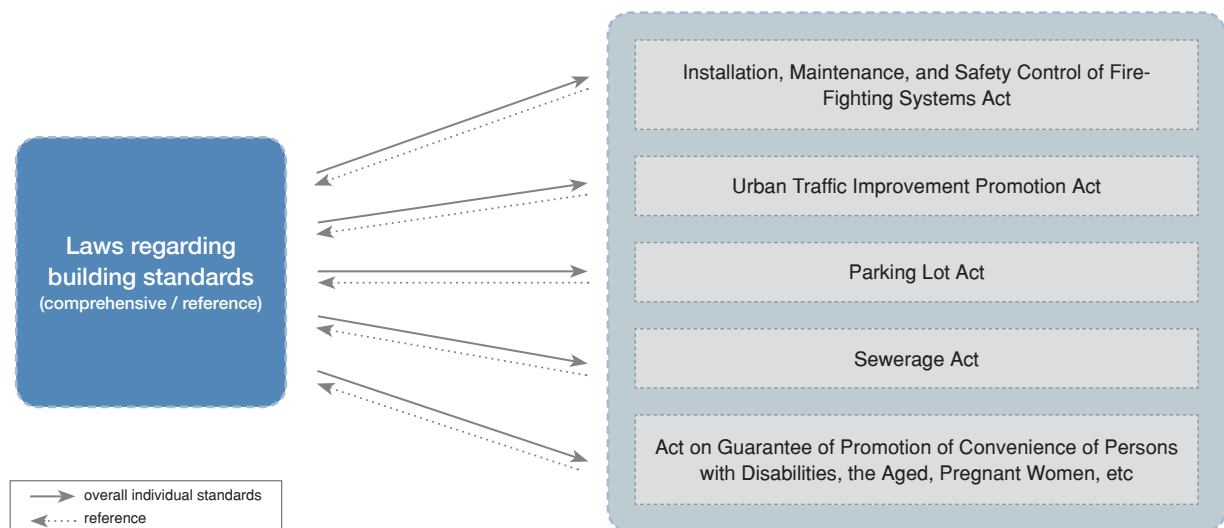 Installation, Maintenance, and Safety Control of Fire-
Fighting Systems Act
Urban Traffic Improvement Promotion Act
Laws regarding
building standards
(comprehensive / reference)
Parking Lot Act
Sewerage Act
Act on Guarantee of Promotion of Convenience of Persons
with Disabilities, the Aged, Pregnant Women, etc
overall individual standards
reference